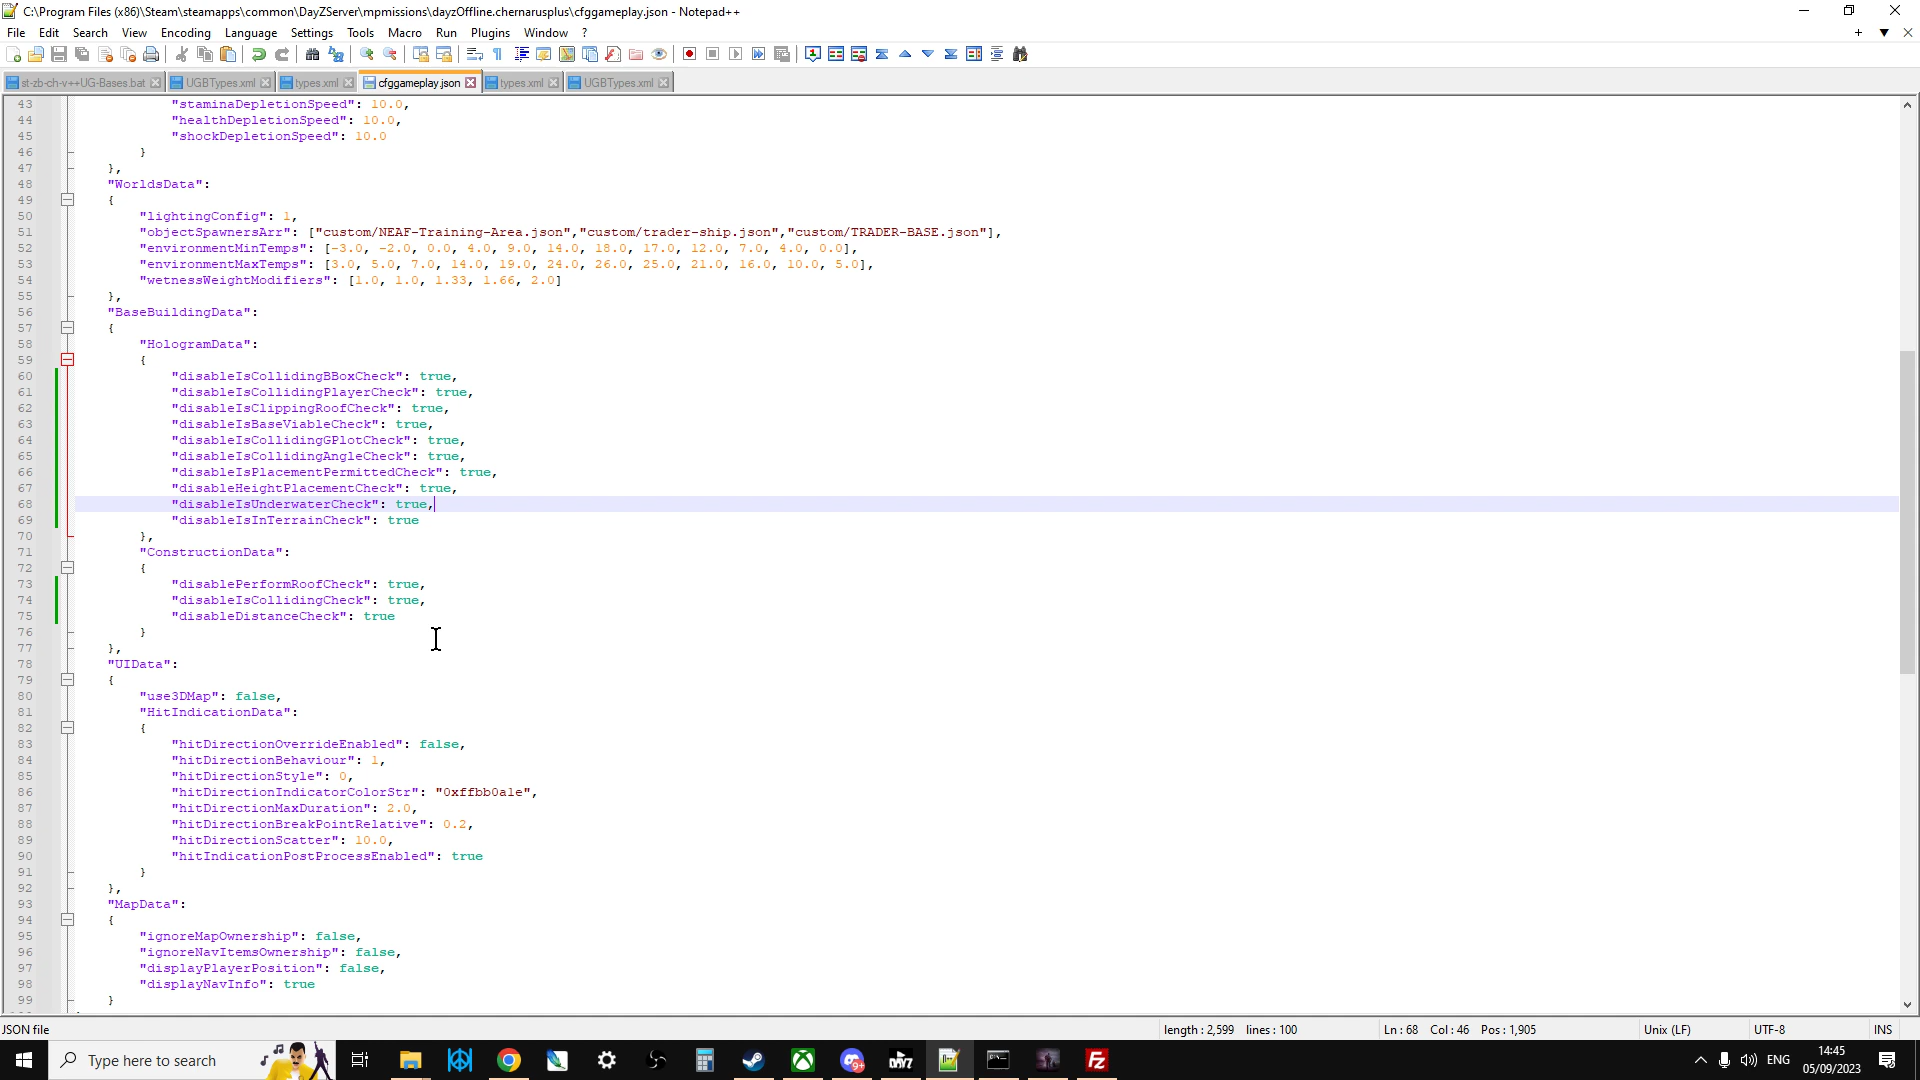 C:\Program Files (x86)\Steam\steamapps\common\DayZServer\mpmissions\dayzOffline.chernarusplus\cfggameplay.json - Notepad++
File Edit Search View Encoding Language Settings Tools Macro Run Plugins Window ?
st-zb-ch-v++UG-Bases.bat UGBTypes.xml types.xml cfggameplay.json types.xml UGBTypes.xml
43 "staminaDepletionSpeed": 10.0,
44 "healthDepletionSpeed": 10.0,
45 "shockDepletionSpeed": 10.0
46 }
47 },
48 "WorldsData":
49 {
50 "lightingConfig": 1,
51 "objectSpawnersArr": ["custom/NEAF-Training-Area.json","custom/trader-ship.json","custom/TRADER-BASE.json"],
52 "environmentMinTemps": [-3.0, -2.0, 0.0, 4.0, 9.0, 14.0, 18.0, 17.0, 12.0, 7.0, 4.0, 0.0],
53 "environmentMaxTemps": [3.0, 5.0, 7.0, 14.0, 19.0, 24.0, 26.0, 25.0, 21.0, 16.0, 10.0, 5.0],
54 "wetnessWeightModifiers": [1.0, 1.0, 1.33, 1.66, 2.0]
55 },
56 "BaseBuildingData":
57 {
58 "HologramData":
59 {
60 "disableIsCollidingBBoxCheck": true,
61 "disableIsCollidingPlayerCheck": true,
62 "disableIsClippingRoofCheck": true,
63 "disableIsBaseViableCheck": true,
64 "disableIsCollidingGPlotCheck": true,
65 "disableIsCollidingAngleCheck": true,
66 "disableIsPlacementPermittedCheck": true,
67 "disableHeightPlacementCheck": true,
68 "disableIsUnderwaterCheck": true,
69 "disableIsInTerrainCheck": true
70 },
71 "ConstructionData":
72 {
73 "disablePerformRoofCheck": true,
74 "disableIsCollidingCheck": true,
75 "disableDistanceCheck": true
76 }
77 },
78 "UIData":
79 {
80 "use3DMap": false,
81 "HitIndicationData":
82 {
83 "hitDirectionOverrideEnabled": false,
84 "hitDirectionBehaviour": 1,
85 "hitDirectionStyle": 0,
86 "hitDirectionIndicatorColorStr": "0xffbb0a1e",
87 "hitDirectionMaxDuration": 2.0,
88 "hitDirectionBreakPointRelative": 0.2,
89 "hitDirectionScatter": 10.0,
90 "hitIndicationPostProcessEnabled": true
91 }
92 },
93 "MapData":
94 {
95 "ignoreMapOwnership": false,
96 "ignoreNavItemsOwnership": false,
97 "displayPlayerPosition": false,
98 "displayNavInfo": true
99 }
JSON file length : 2,599 lines : 100 Ln : 68 Col : 46 Pos : 1,905 Unix (LF) UTF-8 INS
Type here to search 9+ DAYZ Fz ENG 14:45
05/09/2023